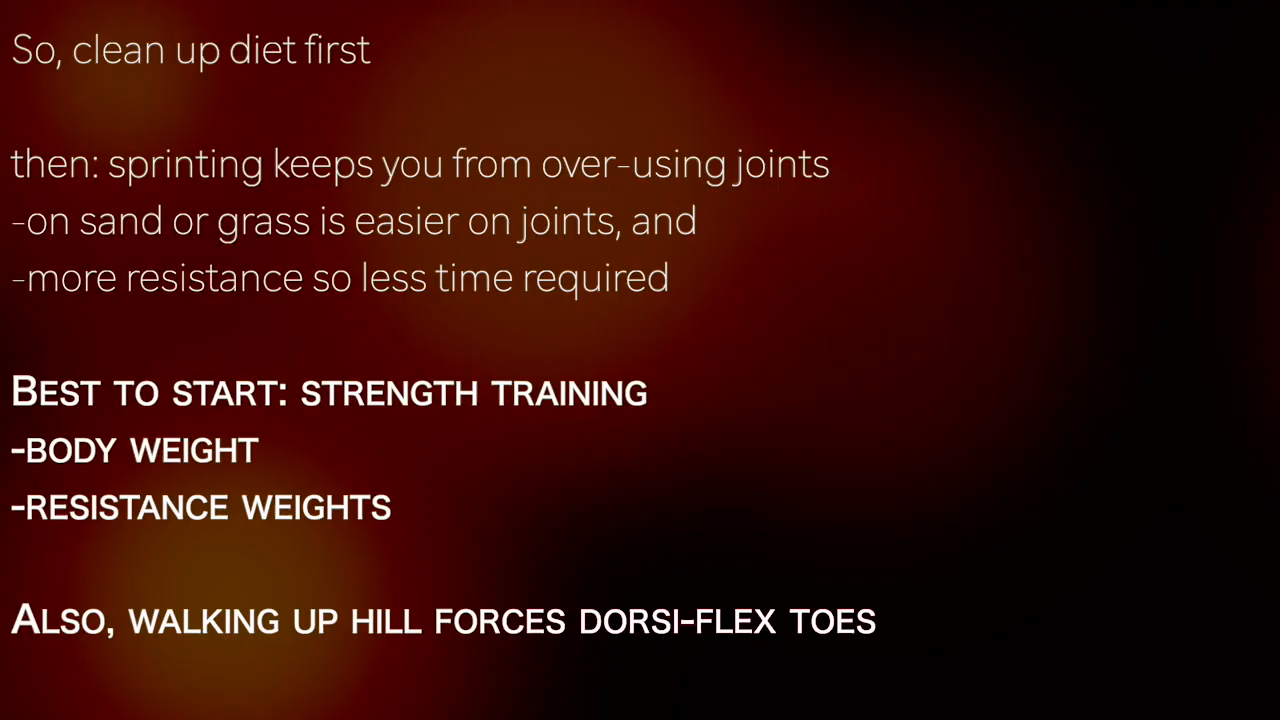 So, clean up diet first
then: sprinting keeps you from over-using joints
-on sand or grass is easier on joints, and
-more resistance so less time required
Best to start: strength training
-body weight
-resistance weights
Also, walking up hill forces dorsi-flex toes